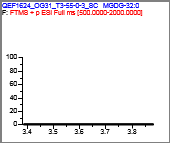 QEF1624_OG31_T3-55-0-3_SC MGDG-32:0
F: FTMS + p ESI Full ms [500.0000-2000.0000]
100
80
60
40
20
0
3.4 3.5 3.6 3.7 3.8